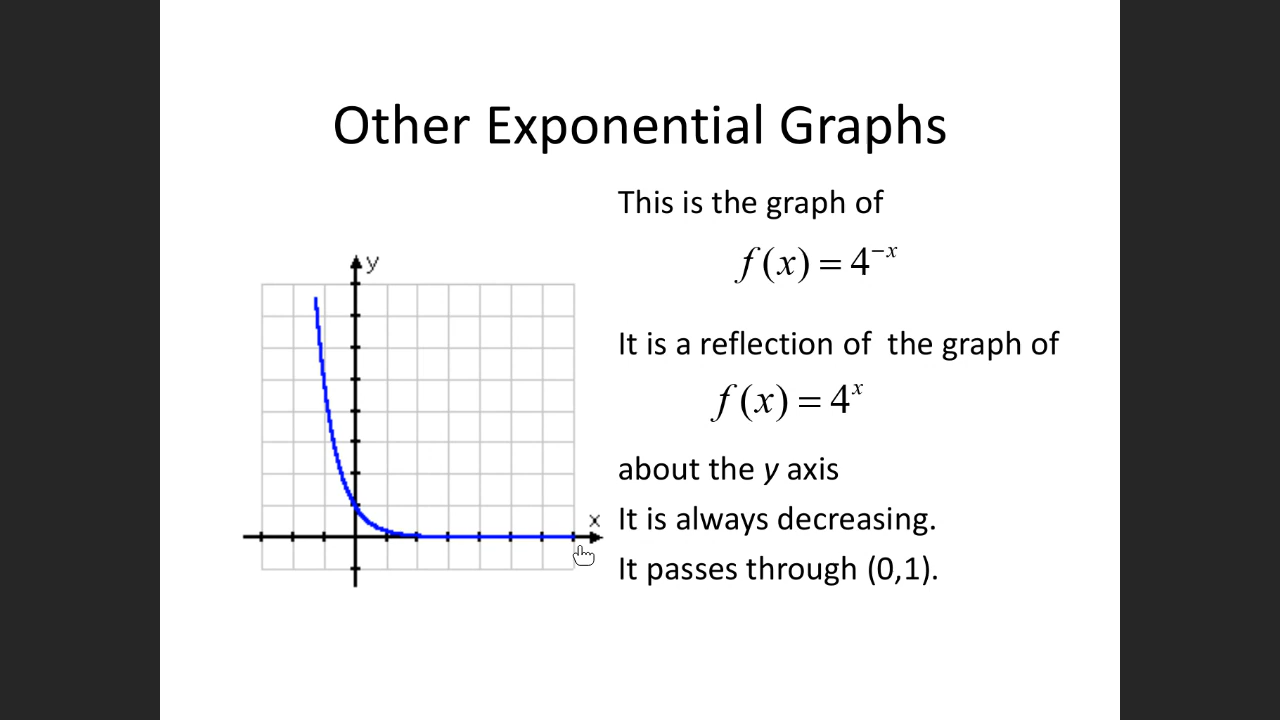 Other Exponential Graphs
This is the graph of
f(x) = 4⁻ˣ
It is a reflection of  the graph of
f(x) = 4ˣ
about the y axis
It is always decreasing.
It passes through (0,1).
y
x